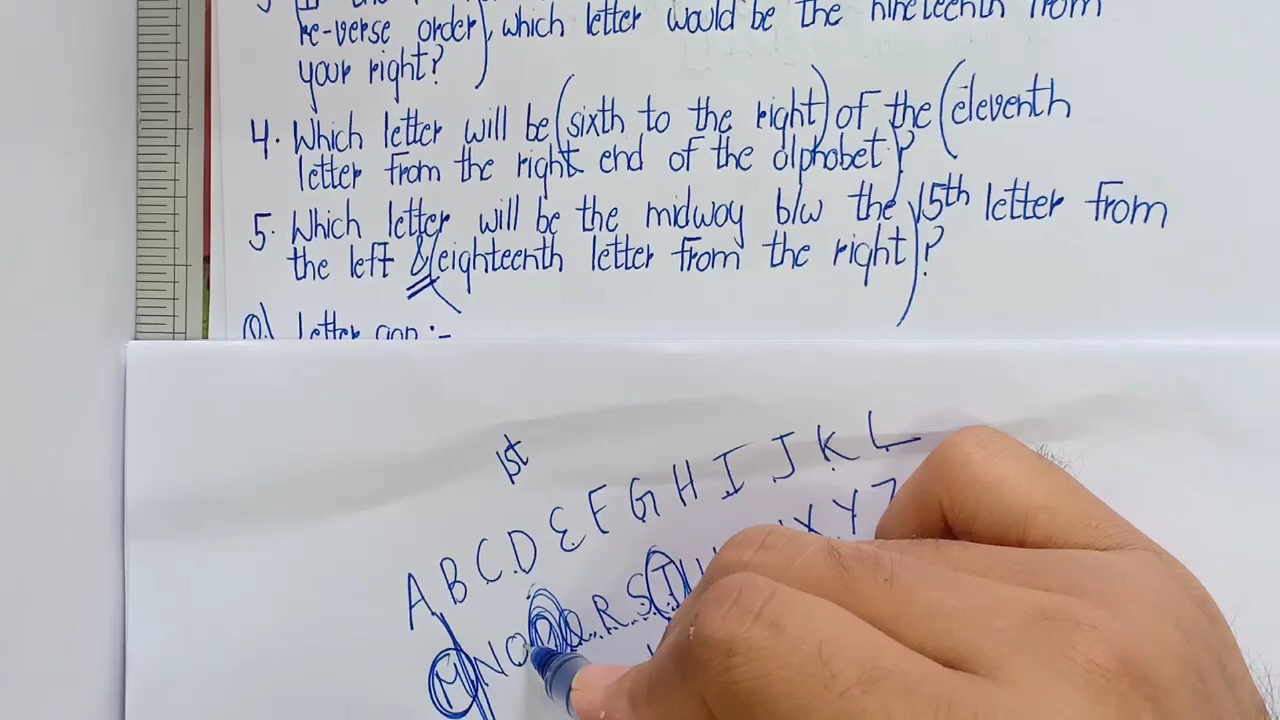 re-verse order), which letter would be the nineteenth from
your right?
4. Which letter will be (sixth to the right) of the (eleventh
letter from the right end of the alphabet)?
5. Which letter will be the midway b/w the 15th letter from
the left & (eighteenth letter from the right)?
Q.) letter gap :-
1st
A B C D E F G H I J K L
M N O P Q R S T U X Y Z